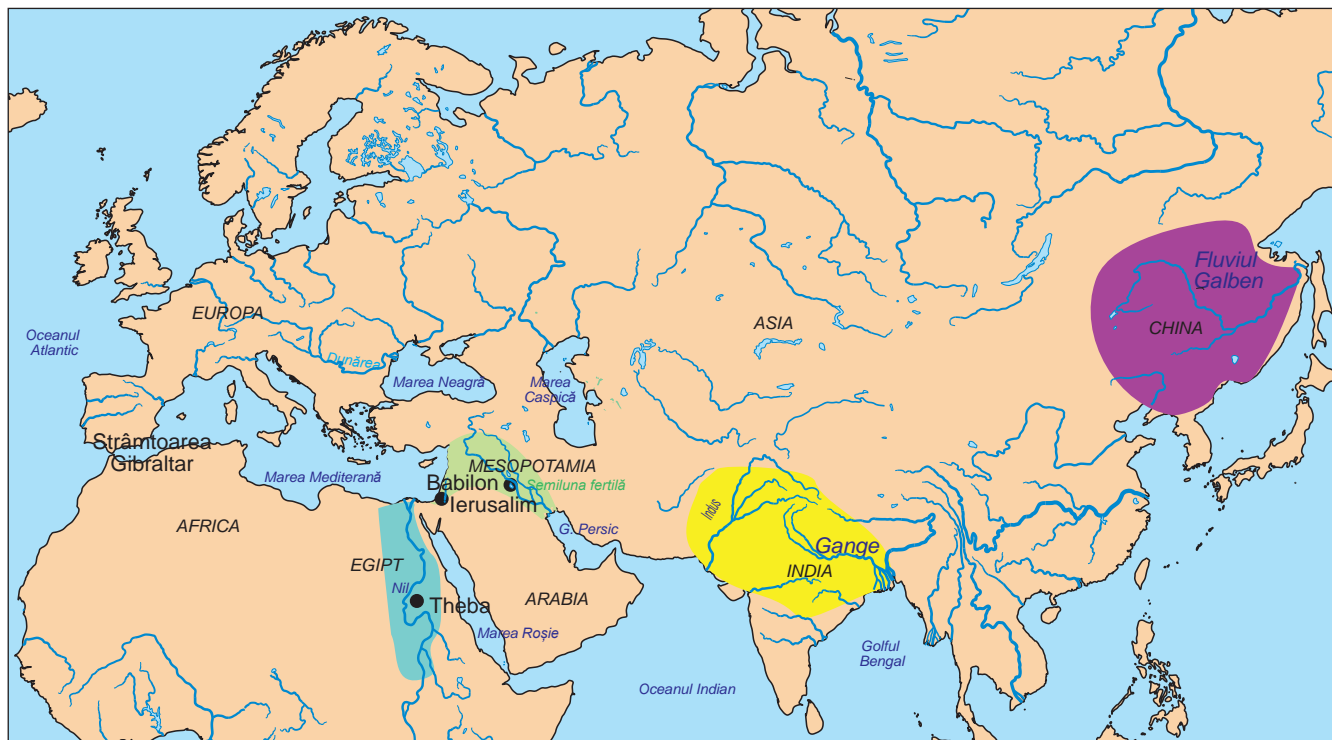 Fluviul
Galben
CHINA
EUROPA
ASIA
Oceanul
Atlantic
Dunărea
Marea Neagră
Marea
Caspică
Strâmtoarea
Gibraltar
Marea Mediterană
MESOPOTAMIA
Babilon
Semiluna fertilă
Ierusalim
AFRICA
G. Persic
Indus
Gange
INDIA
EGIPT
Nil
Theba
ARABIA
Marea Roșie
Golful
Bengal
Oceanul Indian